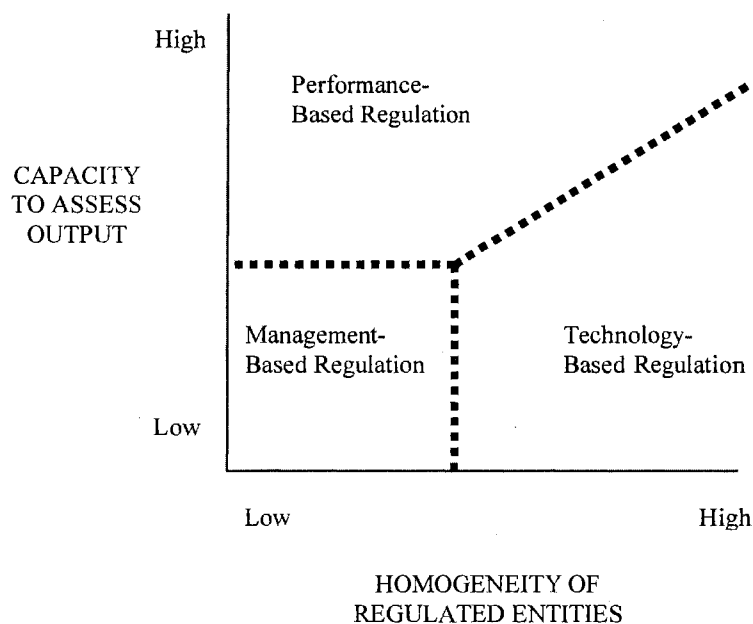 High
Performance-
Based Regulation
CAPACITY
TO ASSESS
OUTPUT
Management-
Based Regulation
Technology-
Based Regulation
Low
Low
High
HOMOGENEITY OF
REGULATED ENTITIES